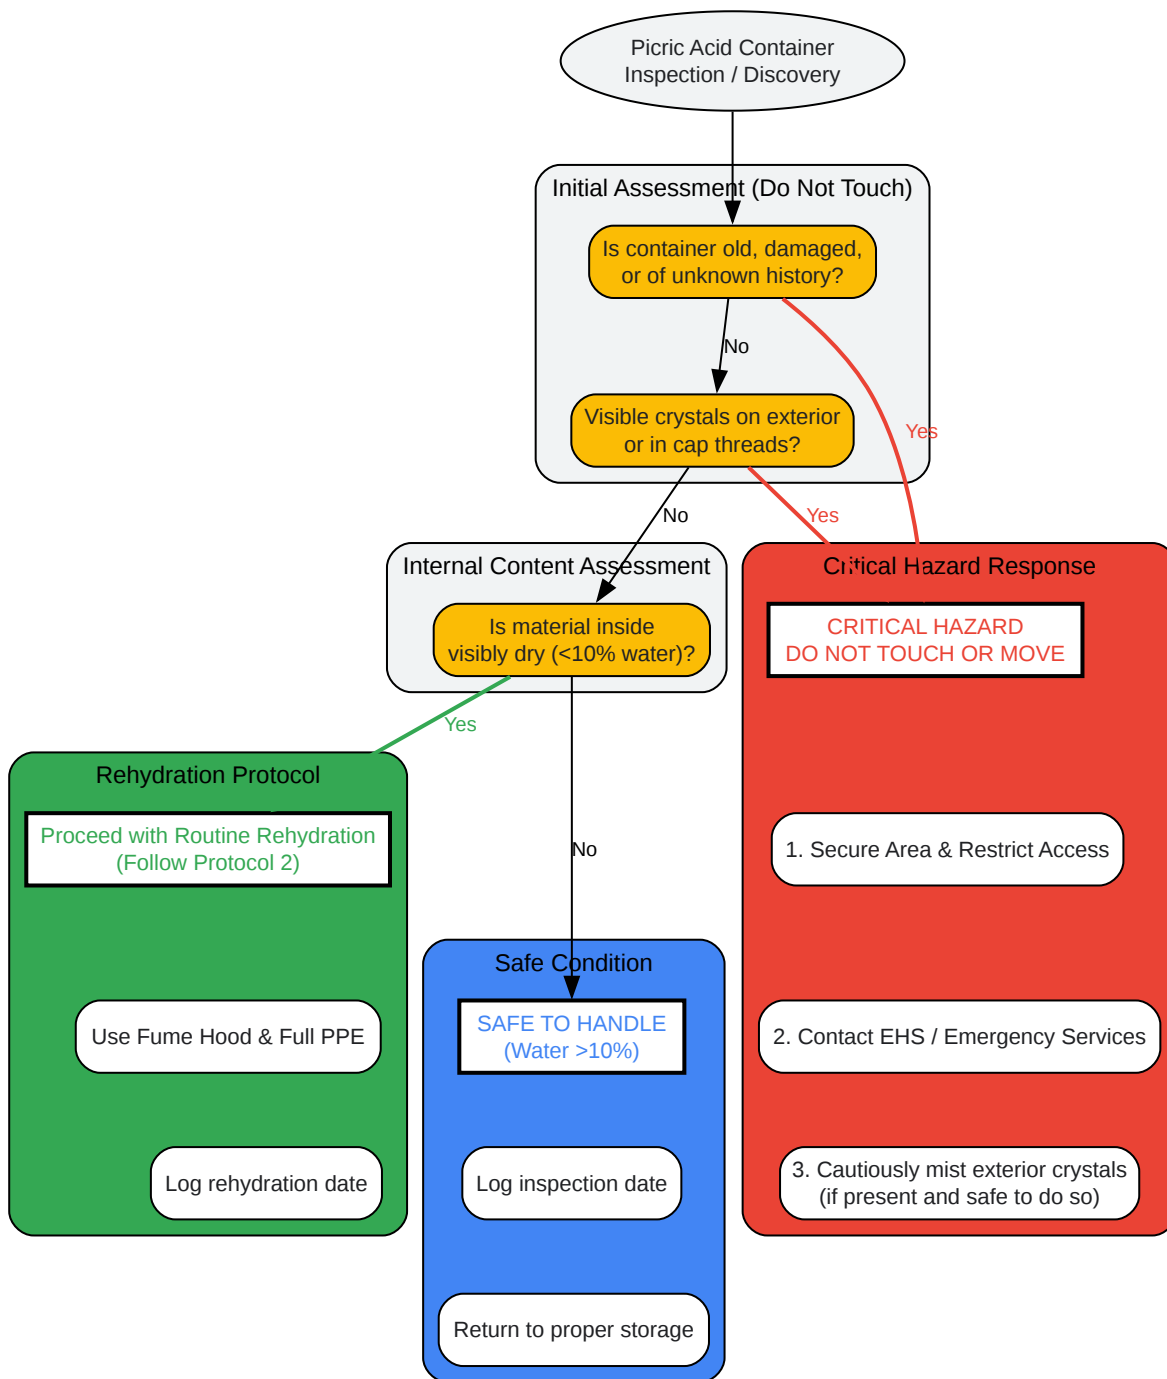 Picric Acid Container
Inspection / Discovery
Initial Assessment (Do Not Touch)
Is container old, damaged,
or of unknown history?
No
Yes
Visible crystals on exterior
or in cap threads?
No
Yes
Internal Content Assessment
Is material inside
visibly dry (<10% water)?
Yes
No
Critical Hazard Response
CRITICAL HAZARD
DO NOT TOUCH OR MOVE
1. Secure Area & Restrict Access
2. Contact EHS / Emergency Services
3. Cautiously mist exterior crystals
(if present and safe to do so)
Rehydration Protocol
Proceed with Routine Rehydration
(Follow Protocol 2)
Use Fume Hood & Full PPE
Log rehydration date
Safe Condition
SAFE TO HANDLE
(Water >10%)
Log inspection date
Return to proper storage